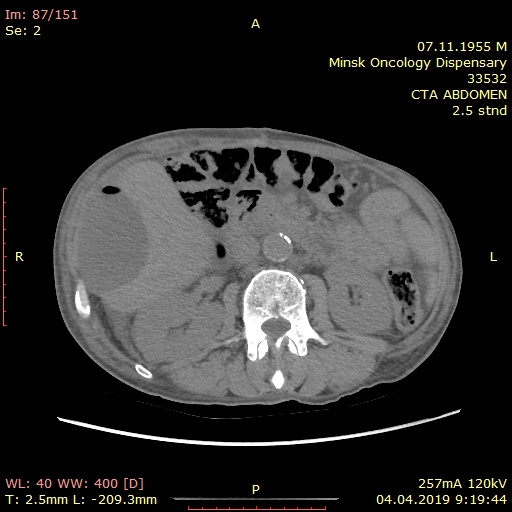 Im: 87/151
Se: 2
A
07.11.1955 M
Minsk Oncology Dispensary
33532
CTA ABDOMEN
2.5 stnd
R
L
WL: 40 WW: 400 [D]
T: 2.5mm L: -209.3mm
P
257mA 120kV
04.04.2019 9:19:44